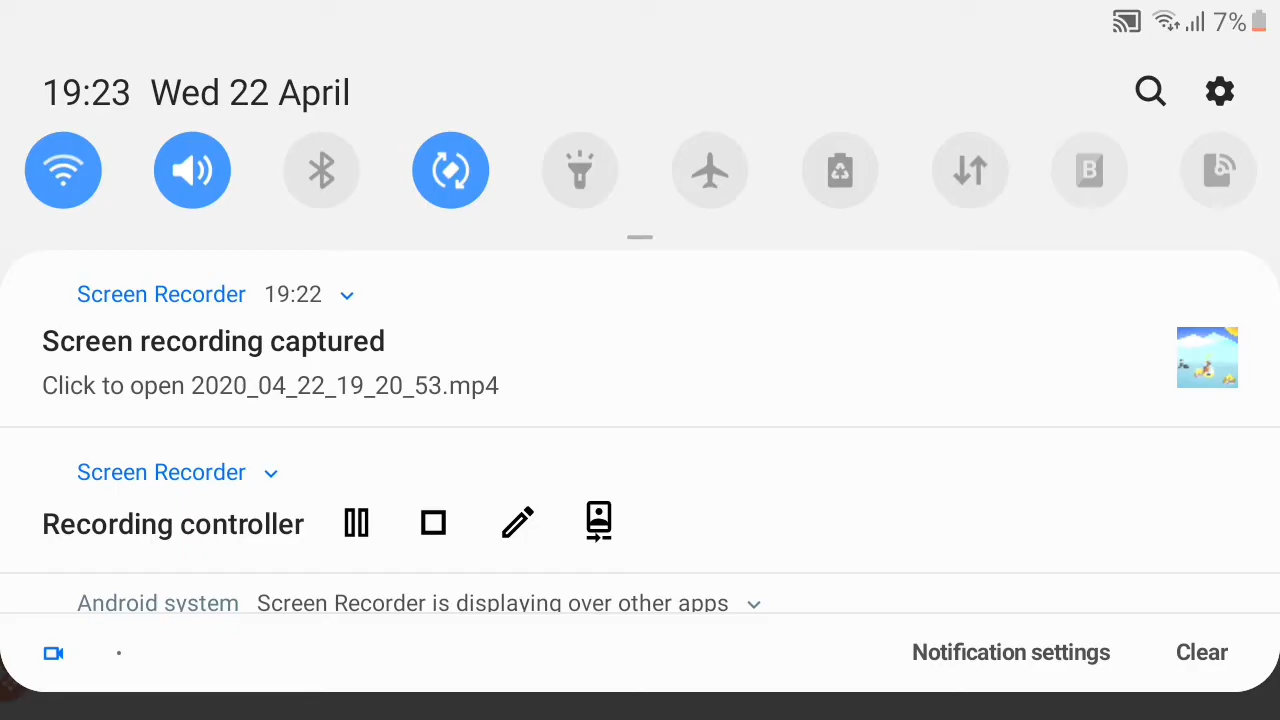 7%
19:23 Wed 22 April
B
Screen Recorder 19:22
Screen recording captured
Click to open 2020_04_22_19_20_53.mp4
Screen Recorder
Recording controller
Android system Screen Recorder is displaying over other apps
Notification settings Clear